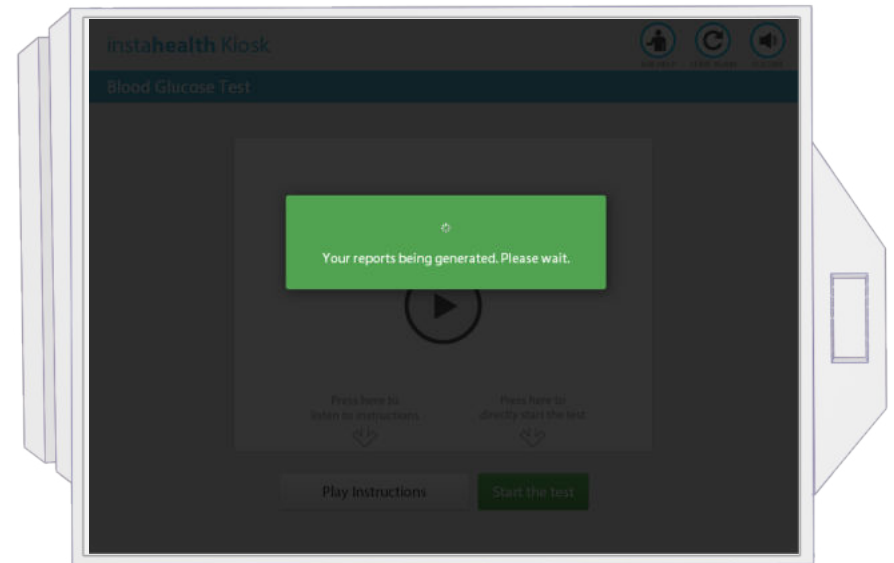 instahealth Kiosk
Blood Glucose Test
Your reports being generated. Please wait.
Press here to
listen to instructions
Press here to
directly start the test
Play Instructions
Start the test